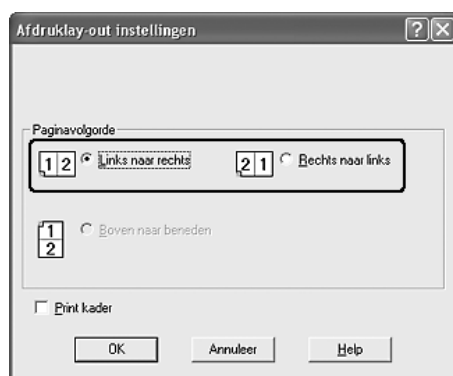 Afdruklay-out instellingen
Paginavolgorde
1 2 Links naar rechts 2 1 Rechts naar links
1 Boven naar beneden
2
Print kader
OK Annuleer Help